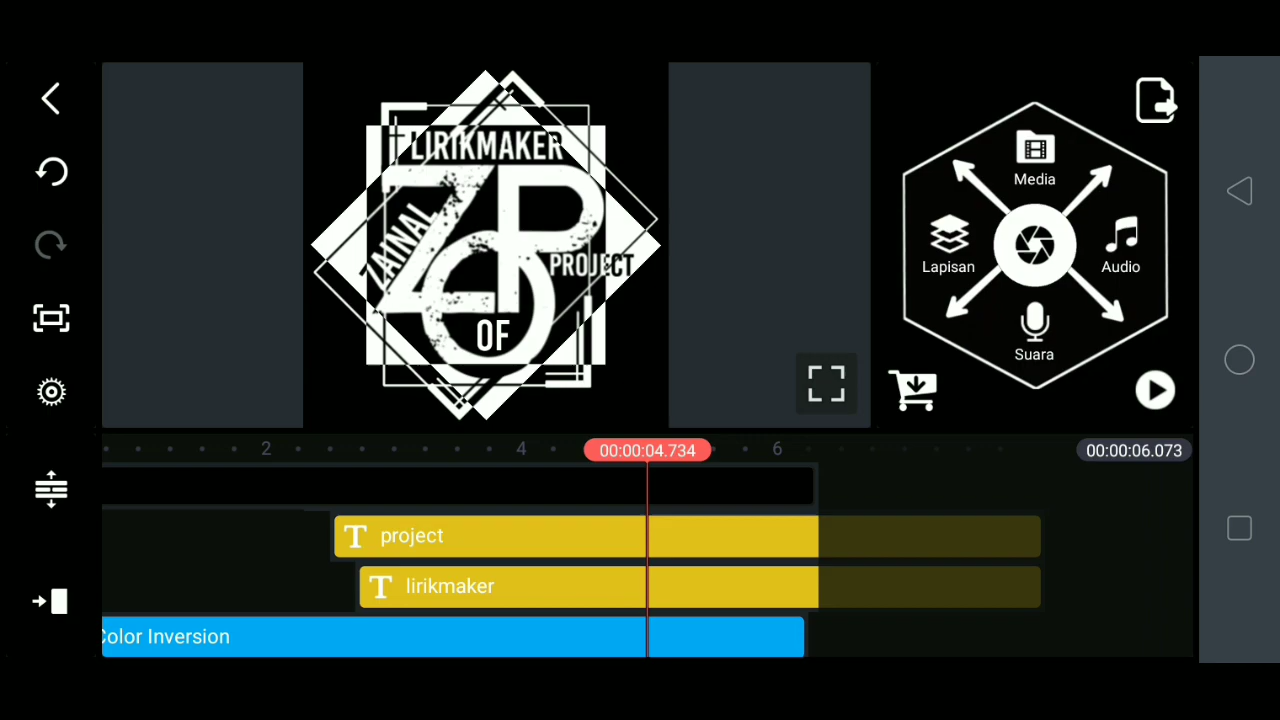 LIRIKMAKER
ZP
ZAINAL
PROJECT
OF
Media
Lapisan
Audio
Suara
2
4
00:00:04.734
6
00:00:06.073
T project
T lirikmaker
Color Inversion